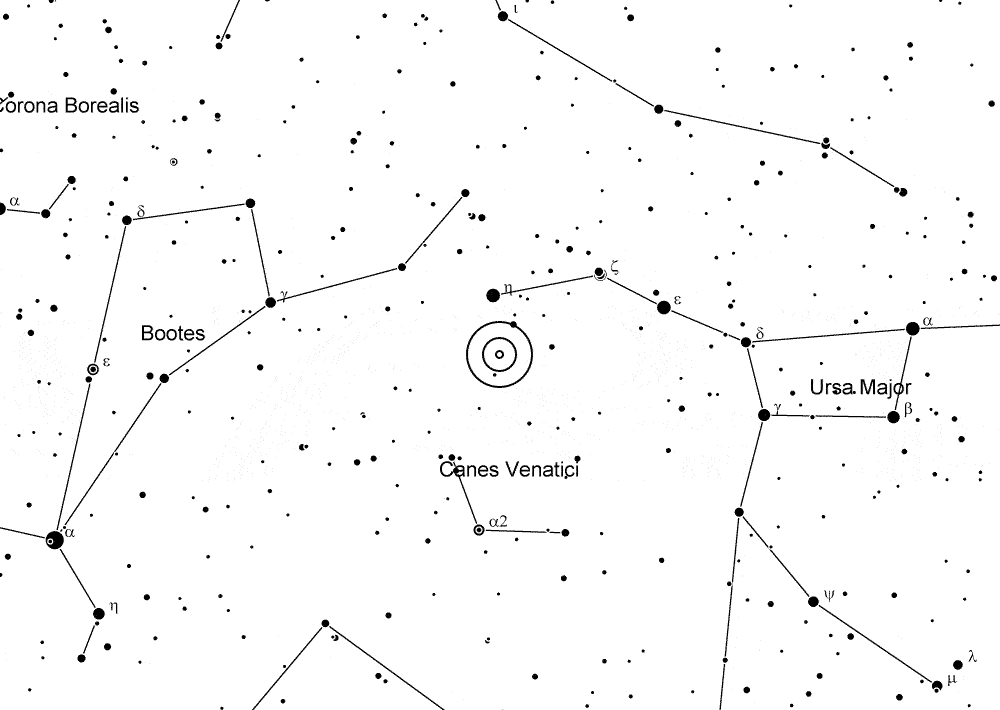 ι
Corona Borealis
α
δ
ζ
η
γ
ε
α
Bootes
δ
ε
Ursa Major
γ
β
Canes Venatici
α2
α
ψ
η
λ
μ